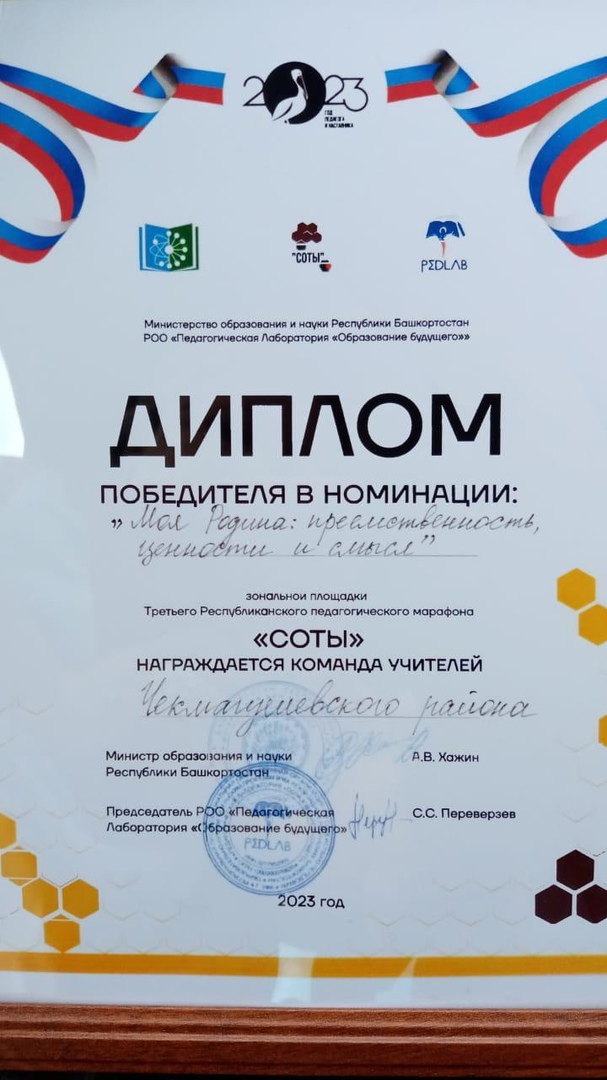 2023
ГОД
ПЕДАГОГА
И НАСТАВНИКА
"СОТЫ"
PEDLAB
Министерство образования и науки Республики Башкортостан
РОО «Педагогическая Лаборатория «Образование будущего»»
ДИПЛОМ
ПОБЕДИТЕЛЯ В НОМИНАЦИИ:
„Моя Родина: преемственность,
ценности и смысл”
зональной площадки
Третьего Республиканского педагогического марафона
«СОТЫ»
НАГРАЖДАЕТСЯ КОМАНДА УЧИТЕЛЕЙ
Чекмагушевского района
Министр образования и науки
Республики Башкортостан
А.В. Хажин
Председатель РОО «Педагогическая
Лаборатория «Образование будущего»
С.С. Переверзев
PEDLAB
2023 год